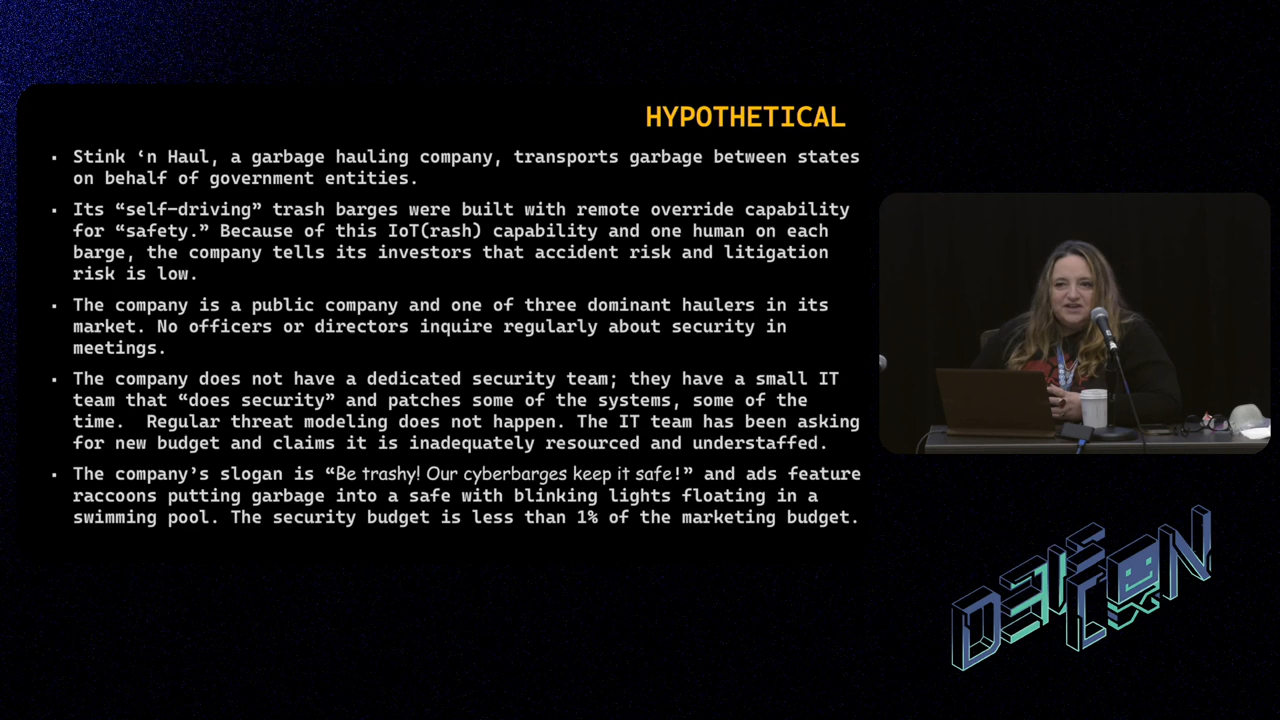 HYPOTHETICAL
▪ Stink ‘n Haul, a garbage hauling company, transports garbage between states
on behalf of government entities.
▪ Its “self-driving” trash barges were built with remote override capability
for “safety.” Because of this IoT(rash) capability and one human on each
barge, the company tells its investors that accident risk and litigation
risk is low.
▪ The company is a public company and one of three dominant haulers in its
market. No officers or directors inquire regularly about security in
meetings.
▪ The company does not have a dedicated security team; they have a small IT
team that “does security” and patches some of the systems, some of the
time.  Regular threat modeling does not happen. The IT team has been asking
for new budget and claims it is inadequately resourced and understaffed.
▪ The company’s slogan is “Be trashy! Our cyberbarges keep it safe!” and ads feature
raccoons putting garbage into a safe with blinking lights floating in a
swimming pool. The security budget is less than 1% of the marketing budget.
DEF CON